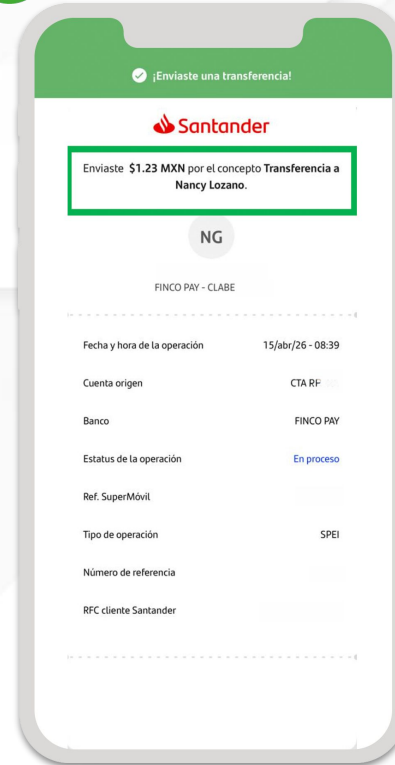 ¡Enviaste una transferencia!
Santander
Enviaste $1.23 MXN por el concepto Transferencia a
Nancy Lozano.
NG
FINCO PAY - CLABE
Fecha y hora de la operación 15/abr/26 - 08:39
Cuenta origen CTA RF
Banco FINCO PAY
Estatus de la operación En proceso
Ref. SuperMóvil
Tipo de operación SPEI
Número de referencia
RFC cliente Santander